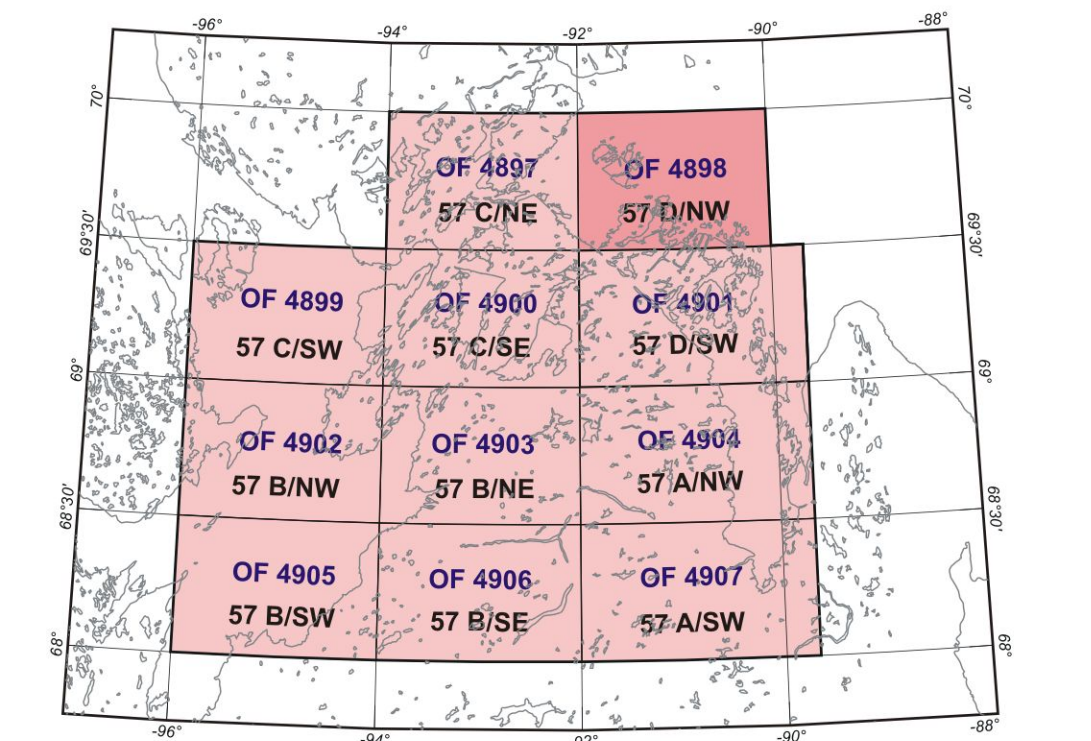 -96° -94° -92° -90° -88°
70° 70°
OF 4897 OF 4898
57 C/NE 57 D/NW
69°30' 69°30'
OF 4899 OF 4900 OF 4901
57 C/SW 57 C/SE 57 D/SW
69° 69°
OF 4902 OF 4903 OF 4904
57 B/NW 57 B/NE 57 A/NW
68°30' 68°30'
OF 4905 OF 4906 OF 4907
57 B/SW 57 B/SE 57 A/SW
68° 68°
-96° -94° -92° -90° -88°